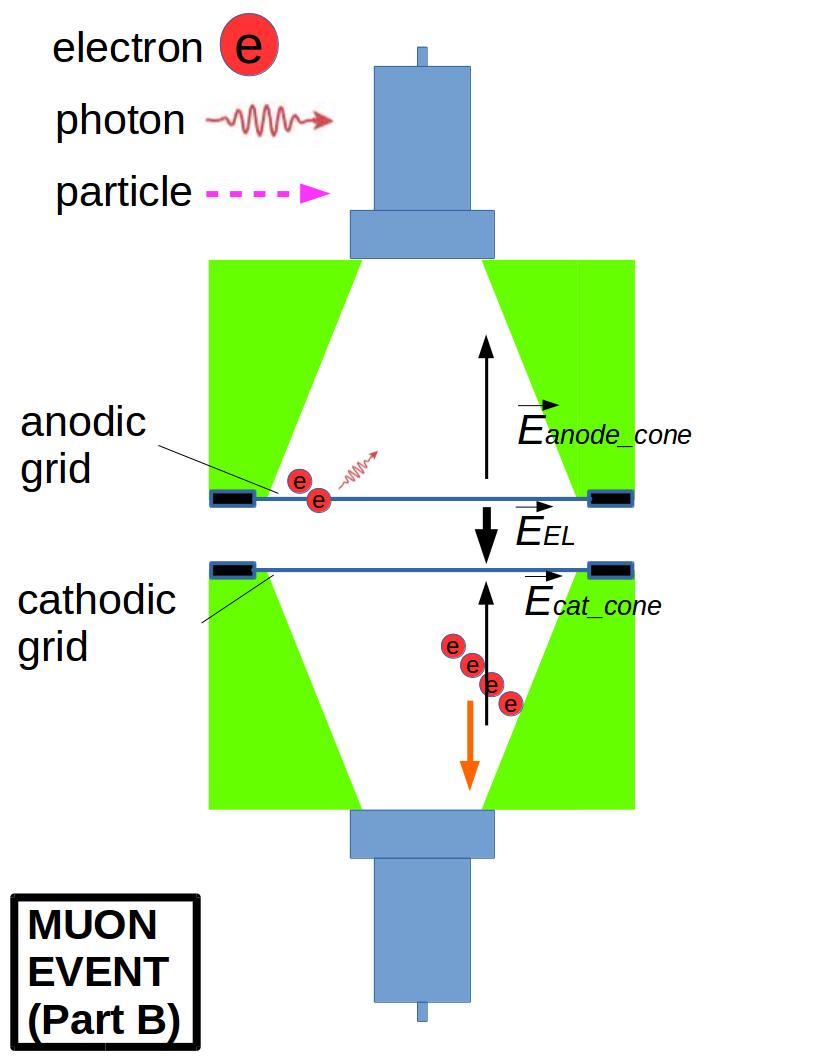 electron e
photon
particle
anodic
grid
E anode_cone
e
e
E EL
cathodic
grid
E cat_cone
e
e
e
e
MUON
EVENT
(Part B)